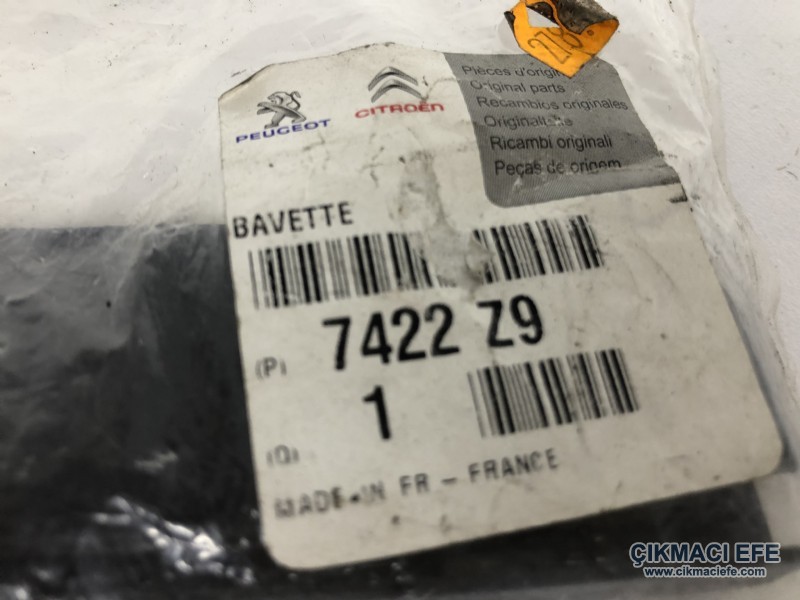 PEUGEOT
CITROËN
Pièces d'origine
Original parts
Recambios originales
Originalteile
Ricambi originali
Peças de origem
BAVETTE
(P) 7422 Z9
(Q) 1
MADE-IN FR - FRANCE
ÇIKMACI EFE
www.cikmaciefe.com